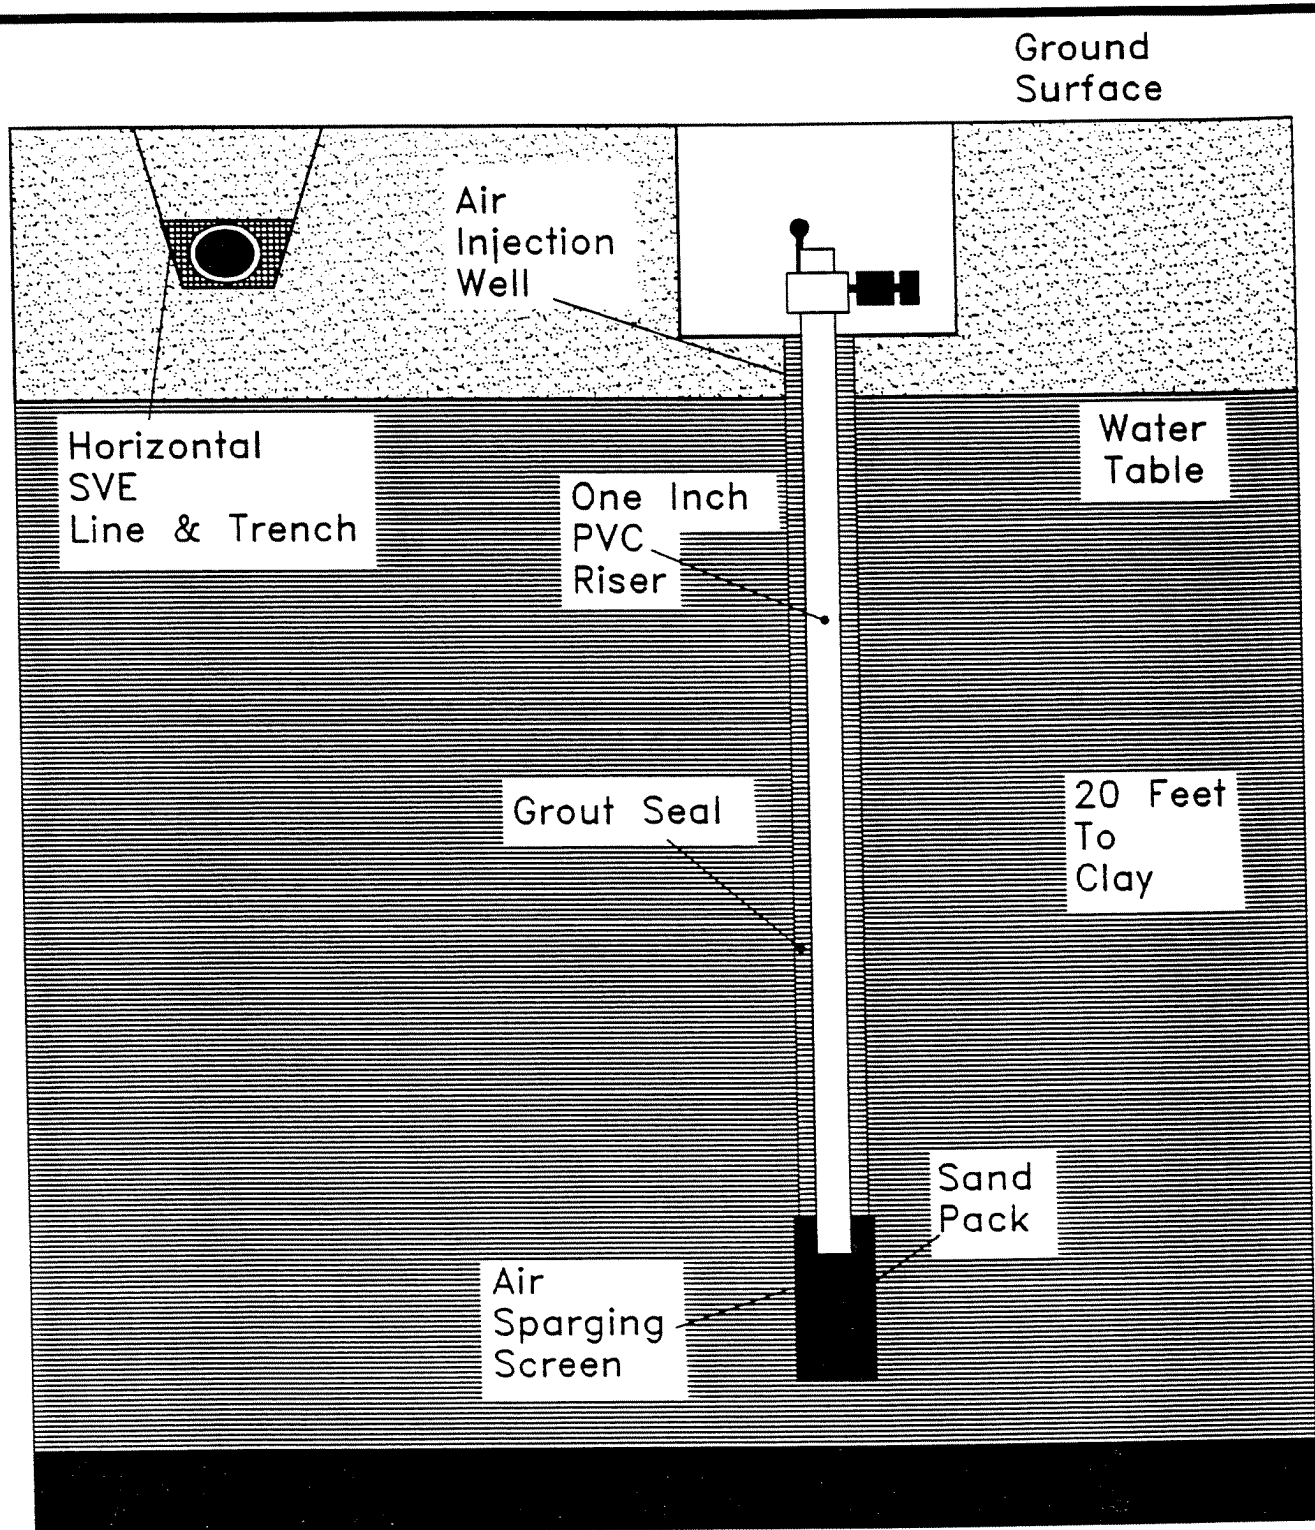 Ground
Surface
Air
Injection
Well
Horizontal
SVE
Line & Trench
Water
Table
One Inch
PVC
Riser
Grout Seal
20 Feet
To
Clay
Sand
Pack
Air
Sparging
Screen